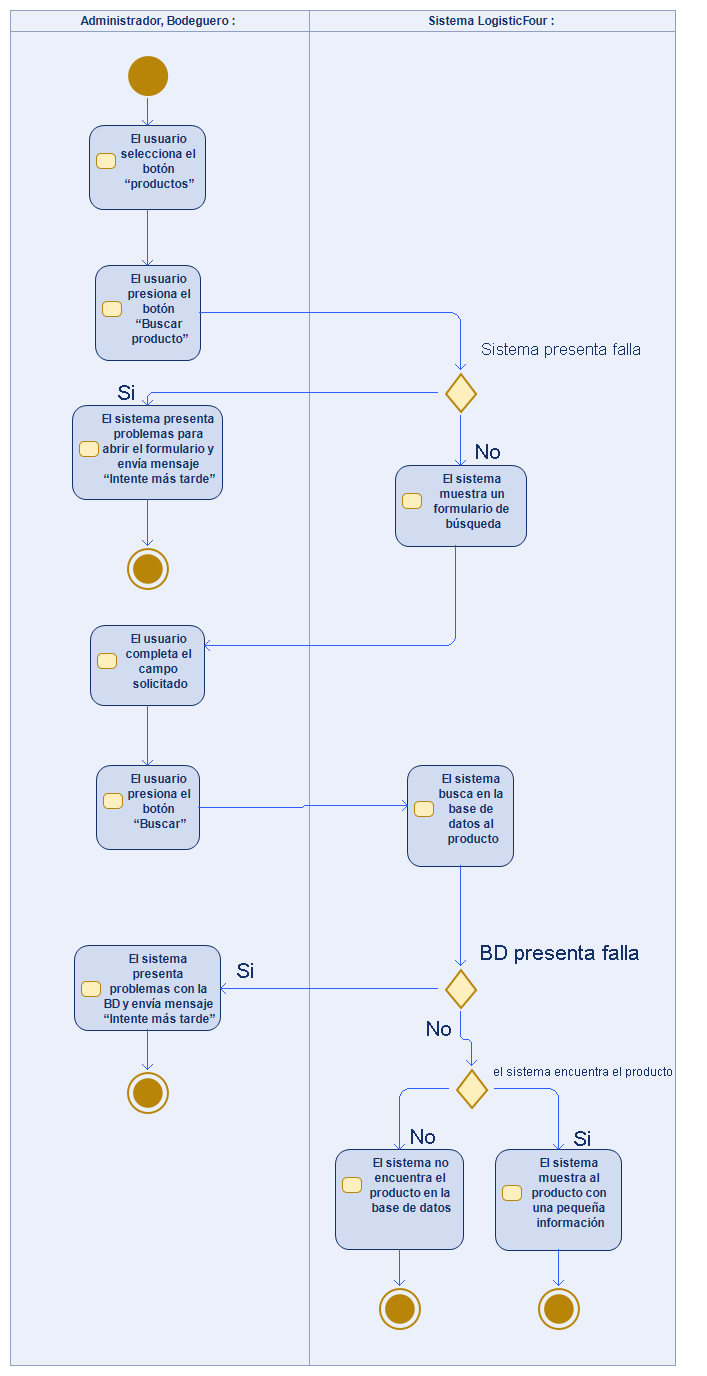 Administrador, Bodeguero :
Sistema LogisticFour :
El usuario
selecciona el
botón
“productos”
El usuario
presiona el
botón
“Buscar
producto”
Sistema presenta falla
Si
El sistema presenta
problemas para
abrir el formulario y
envía mensaje
“Intente más tarde”
No
El sistema
muestra un
formulario de
búsqueda
El usuario
completa el
campo
solicitado
El usuario
presiona el
botón
“Buscar”
El sistema
busca en la
base de
datos al
producto
BD presenta falla
Si
El sistema
presenta
problemas con la
BD y envía mensaje
“Intente más tarde”
No
el sistema encuentra el producto
No
El sistema no
encuentra el
producto en la
base de datos
Si
El sistema
muestra al
producto con
una pequeña
información